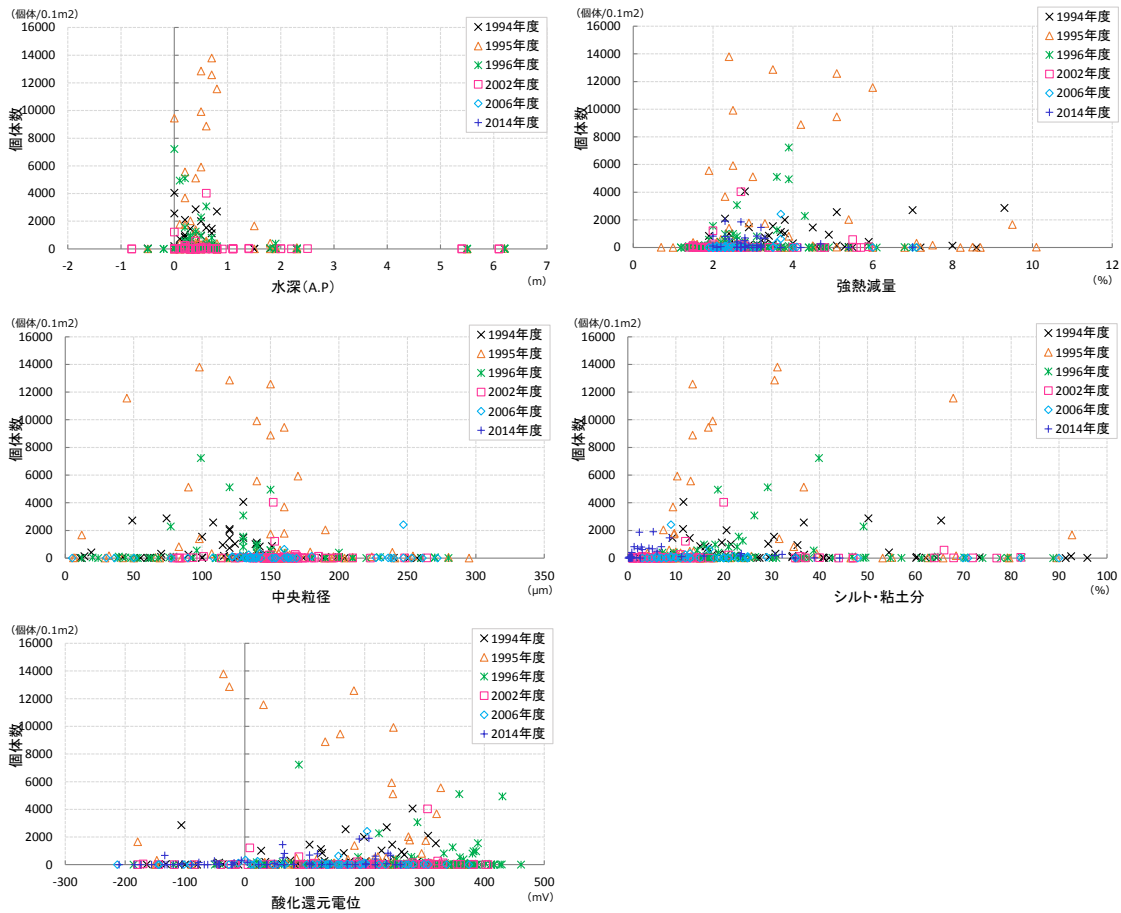 (個体/0.1m2)
16000
14000
12000
10000
8000
6000
4000
2000
0
個体数
-2 -1 0 1 2 3 4 5 6 7
水深(A.P)
(m)
1994年度
1995年度
1996年度
2002年度
2006年度
2014年度
(個体/0.1m2)
16000
14000
12000
10000
8000
6000
4000
2000
0
個体数
0 2 4 6 8 10 12
強熱減量
(%)
1994年度
1995年度
1996年度
2002年度
2006年度
2014年度
(個体/0.1m2)
16000
14000
12000
10000
8000
6000
4000
2000
0
個体数
0 50 100 150 200 250 300 350
中央粒径
(μm)
1994年度
1995年度
1996年度
2002年度
2006年度
2014年度
(個体/0.1m2)
16000
14000
12000
10000
8000
6000
4000
2000
0
個体数
0 10 20 30 40 50 60 70 80 90 100
シルト・粘土分
(%)
1994年度
1995年度
1996年度
2002年度
2006年度
2014年度
(個体/0.1m2)
16000
14000
12000
10000
8000
6000
4000
2000
0
個体数
-300 -200 -100 0 100 200 300 400 500
酸化還元電位
(mV)
1994年度
1995年度
1996年度
2002年度
2006年度
2014年度